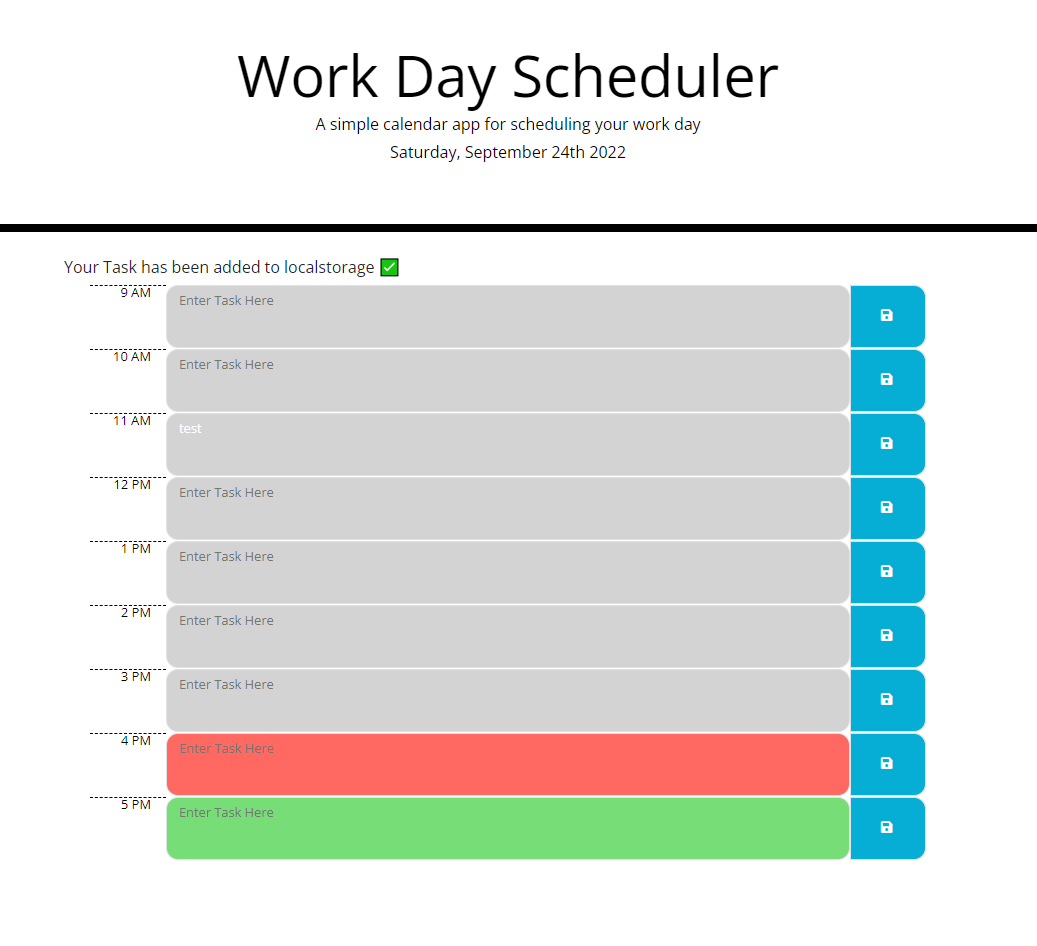 Work Day Scheduler
A simple calendar app for scheduling your work day
Saturday, September 24th 2022
Your Task has been added to localstorage ✅
9 AM Enter Task Here
10 AM Enter Task Here
11 AM test
12 PM Enter Task Here
1 PM Enter Task Here
2 PM Enter Task Here
3 PM Enter Task Here
4 PM Enter Task Here
5 PM Enter Task Here